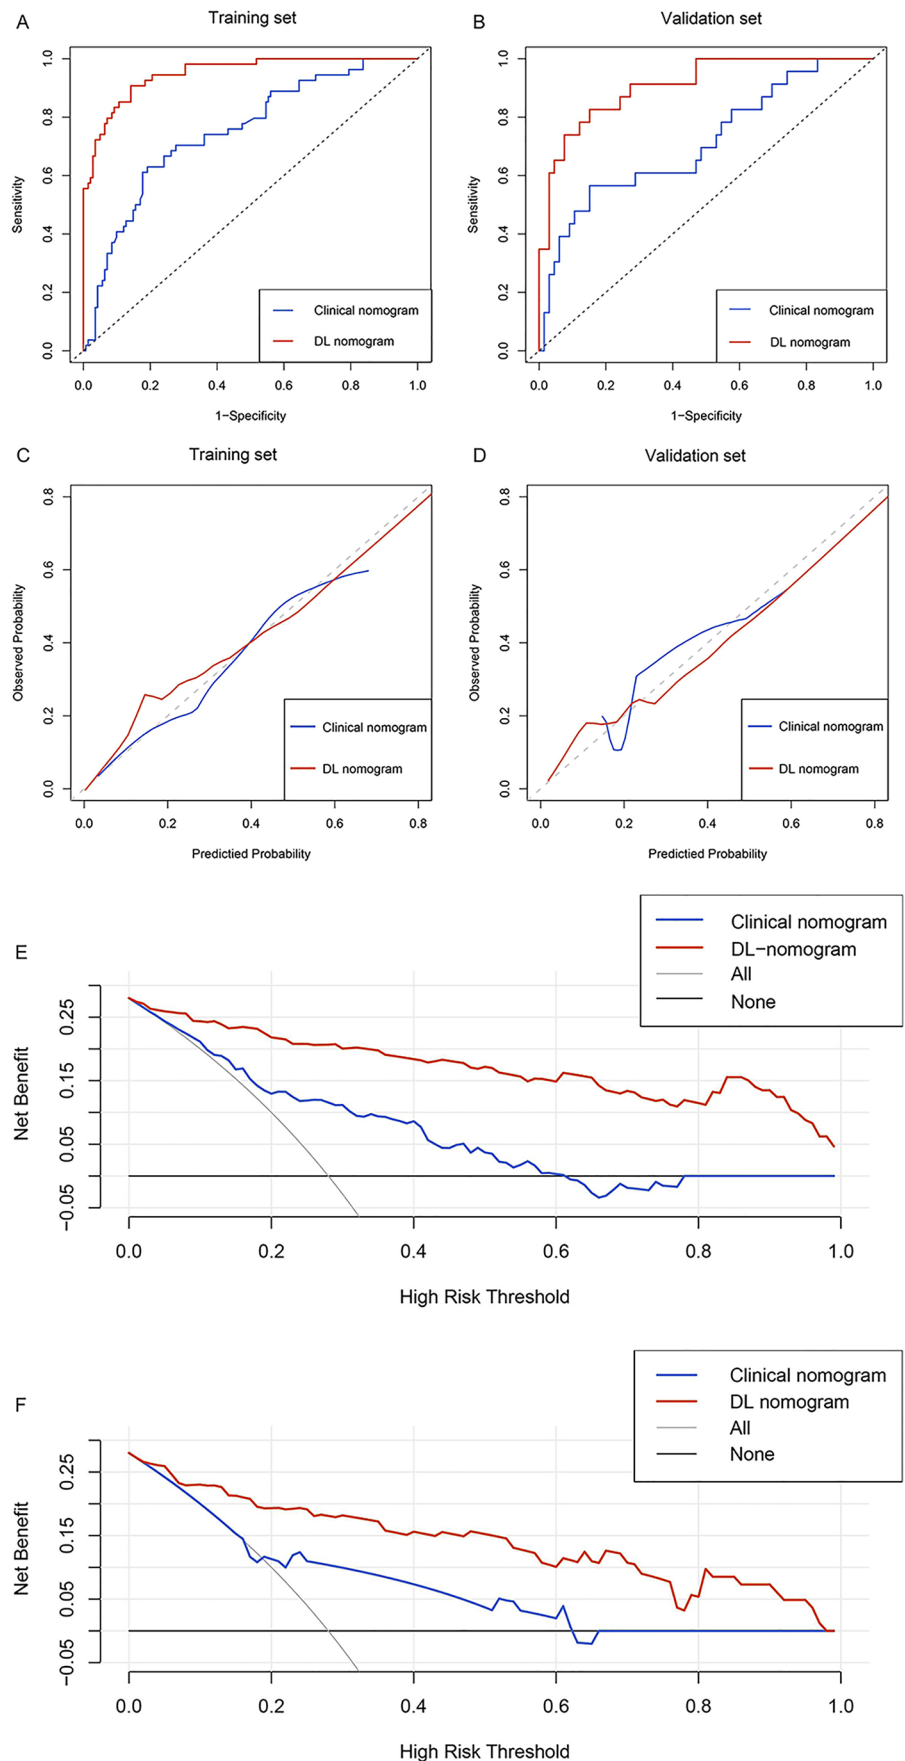 A
Training set
Sensitivity
1.0
0.8
0.6
0.4
0.2
0.0
Clinical nomogram
DL nomogram
0.0 0.2 0.4 0.6 0.8 1.0
1−Specificity
B
Validation set
Sensitivity
1.0
0.8
0.6
0.4
0.2
0.0
Clinical nomogram
DL nomogram
0.0 0.2 0.4 0.6 0.8 1.0
1−Specificity
C
Training set
Observed Probability
0.8
0.6
0.4
0.2
0.0
Clinical nomogram
DL nomogram
0.0 0.2 0.4 0.6 0.8
Predictied Probability
D
Validation set
Observed Probability
0.8
0.6
0.4
0.2
0.0
Clinical nomogram
DL nomogram
0.0 0.2 0.4 0.6 0.8
Predictied Probability
E
Clinical nomogram
DL−nomogram
All
None
Net Benefit
0.25
0.15
0.05
−0.05
0.0 0.2 0.4 0.6 0.8 1.0
High Risk Threshold
F
Clinical nomogram
DL nomogram
All
None
Net Benefit
0.25
0.15
0.05
−0.05
0.0 0.2 0.4 0.6 0.8 1.0
High Risk Threshold